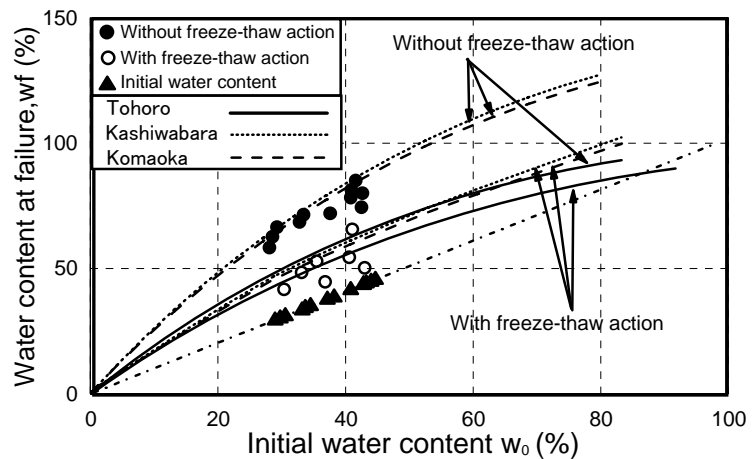 150
100
50
0
Water content at failure,wf (%)
Without freeze-thaw action
With freeze-thaw action
Initial water content
Tohoro
Kashiwabara
Komaoka
Without freeze-thaw action
With freeze-thaw action
0 20 40 60 80 100
Initial water content w₀ (%)